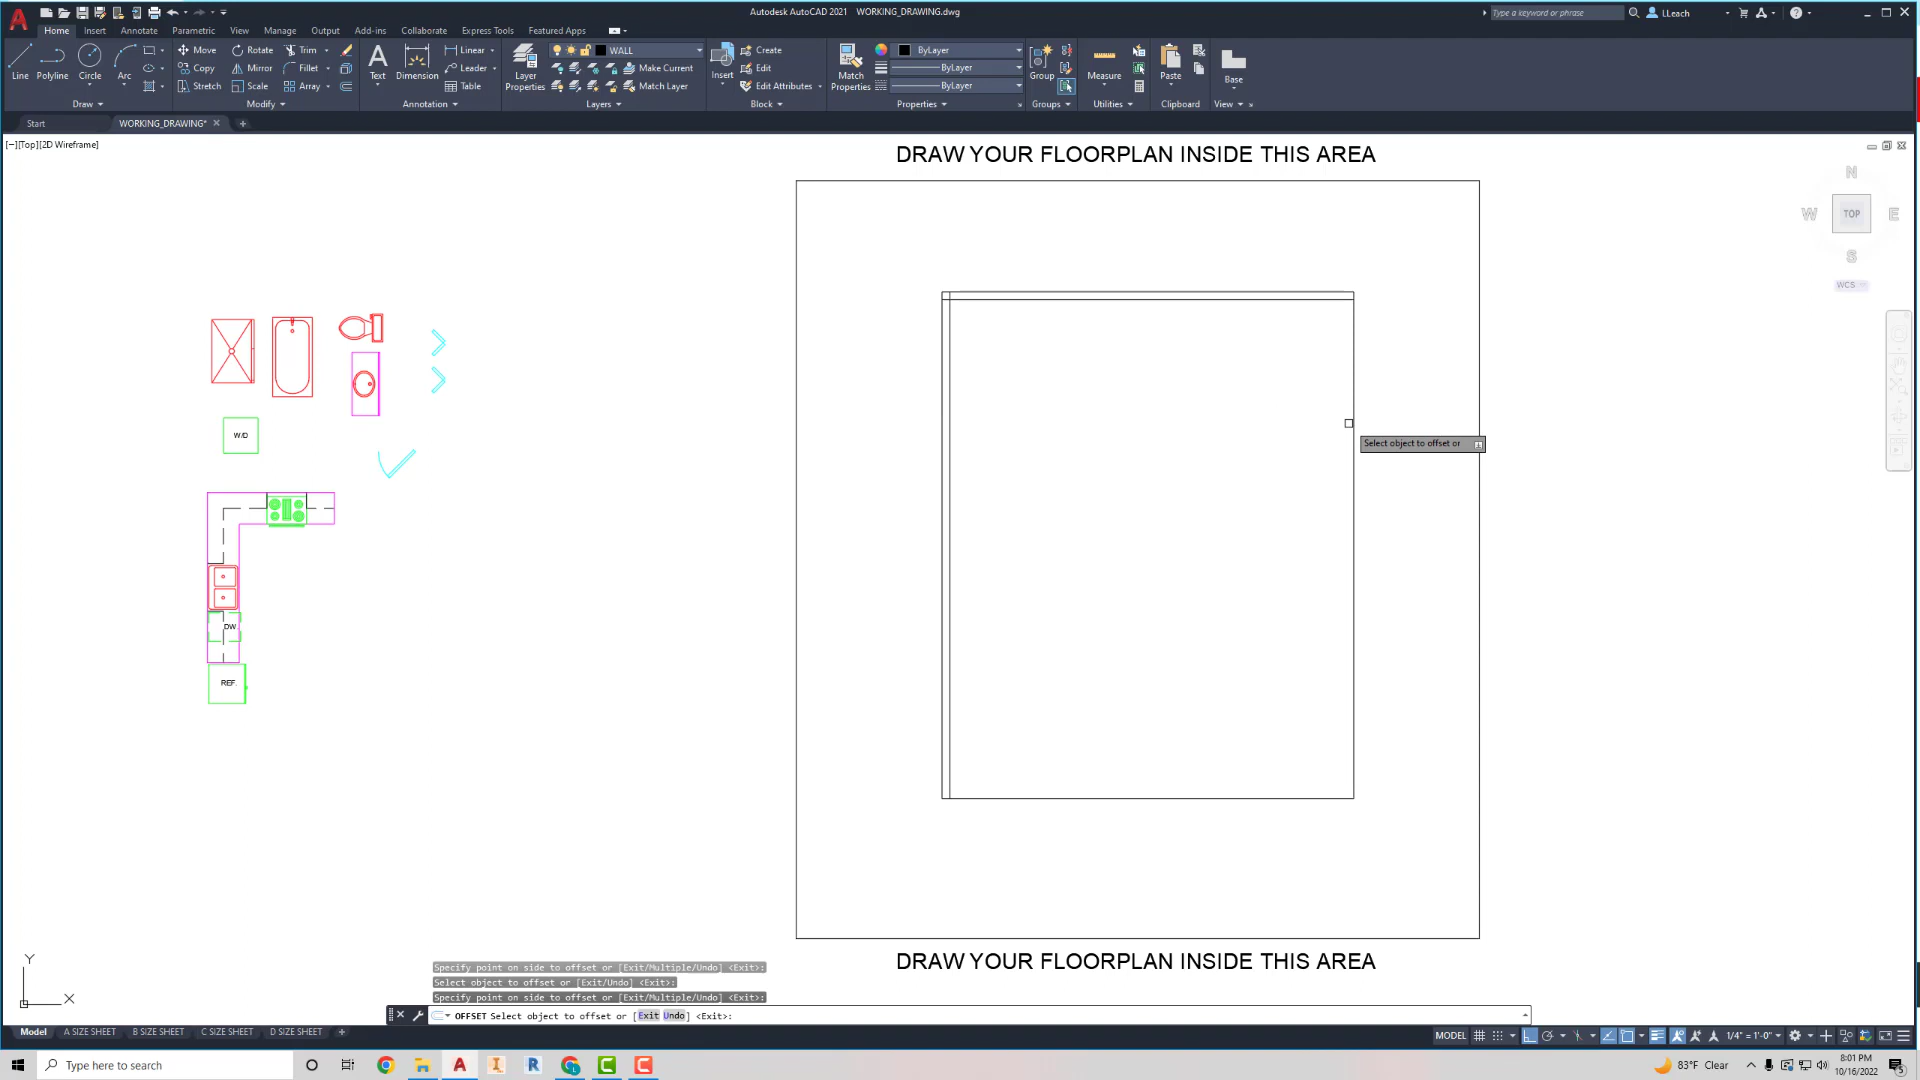 Autodesk AutoCAD 2021 WORKING_DRAWING.dwg
Type a keyword or phrase
LLeach
Home Insert Annotate Parametric View Manage Output Add-ins Collaborate Express Tools Featured Apps
Line Polyline Circle Arc
Move Rotate Trim
Copy Mirror Fillet
Stretch Scale Array
Text Dimension
Linear
Leader
Table
Layer Properties
WALL
Make Current
Match Layer
Insert
Create
Edit
Edit Attributes
Match Properties
ByLayer
ByLayer
ByLayer
Group
Measure
Paste
Base
Draw Modify Annotation Layers Block Properties Groups Utilities Clipboard View
Start WORKING_DRAWING*
[−][Top][2D Wireframe]
DRAW YOUR FLOORPLAN INSIDE THIS AREA
N
W TOP E
S
WCS
W/D
Select object to offset or
DW
REF.
DRAW YOUR FLOORPLAN INSIDE THIS AREA
Y
X
Specify point on side to offset or [Exit/Multiple/Undo] <Exit>:
Select object to offset or [Exit/Undo] <Exit>:
Specify point on side to offset or [Exit/Multiple/Undo] <Exit>:
OFFSET Select object to offset or [Exit Undo] <Exit>:
Model A SIZE SHEET B SIZE SHEET C SIZE SHEET D SIZE SHEET
MODEL 1/4" = 1'-0"
Type here to search
83°F Clear
8:01 PM
10/16/2022